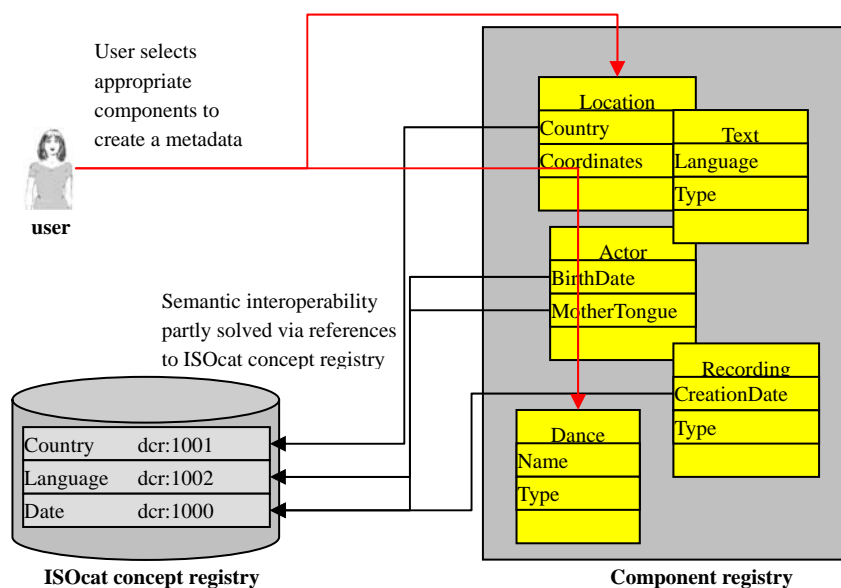 User selects
appropriate
components to
create a metadata
user
Semantic interoperability
partly solved via references
to ISOcat concept registry
Country dcr:1001
Language dcr:1002
Date dcr:1000
ISOcat concept registry
Location
Country
Coordinates
Text
Language
Type
Actor
BirthDate
MotherTongue
Recording
CreationDate
Type
Dance
Name
Type
Component registry